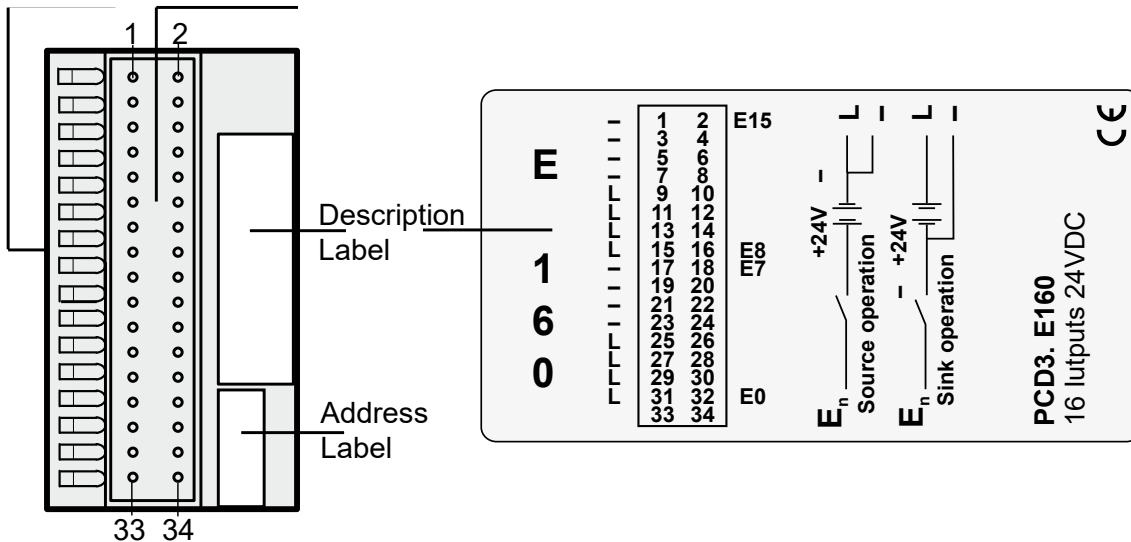 1 2
33 34
Description
Label
Address
Label
E
1
6
0
– 1 2 E15
– 3 4
– 5 6
– 7 8
L 9 10
L 11 12
L 13 14
L 15 16 E8
– 17 18 E7
– 19 20
– 21 22
– 23 24
L 25 26
L 27 28
L 29 30
L 31 32 E0
33 34
L –
+24V –
En
Source operation
L –
– +24V
En
Sink operation
PCD3. E160
16 Iutputs 24VDC
CE